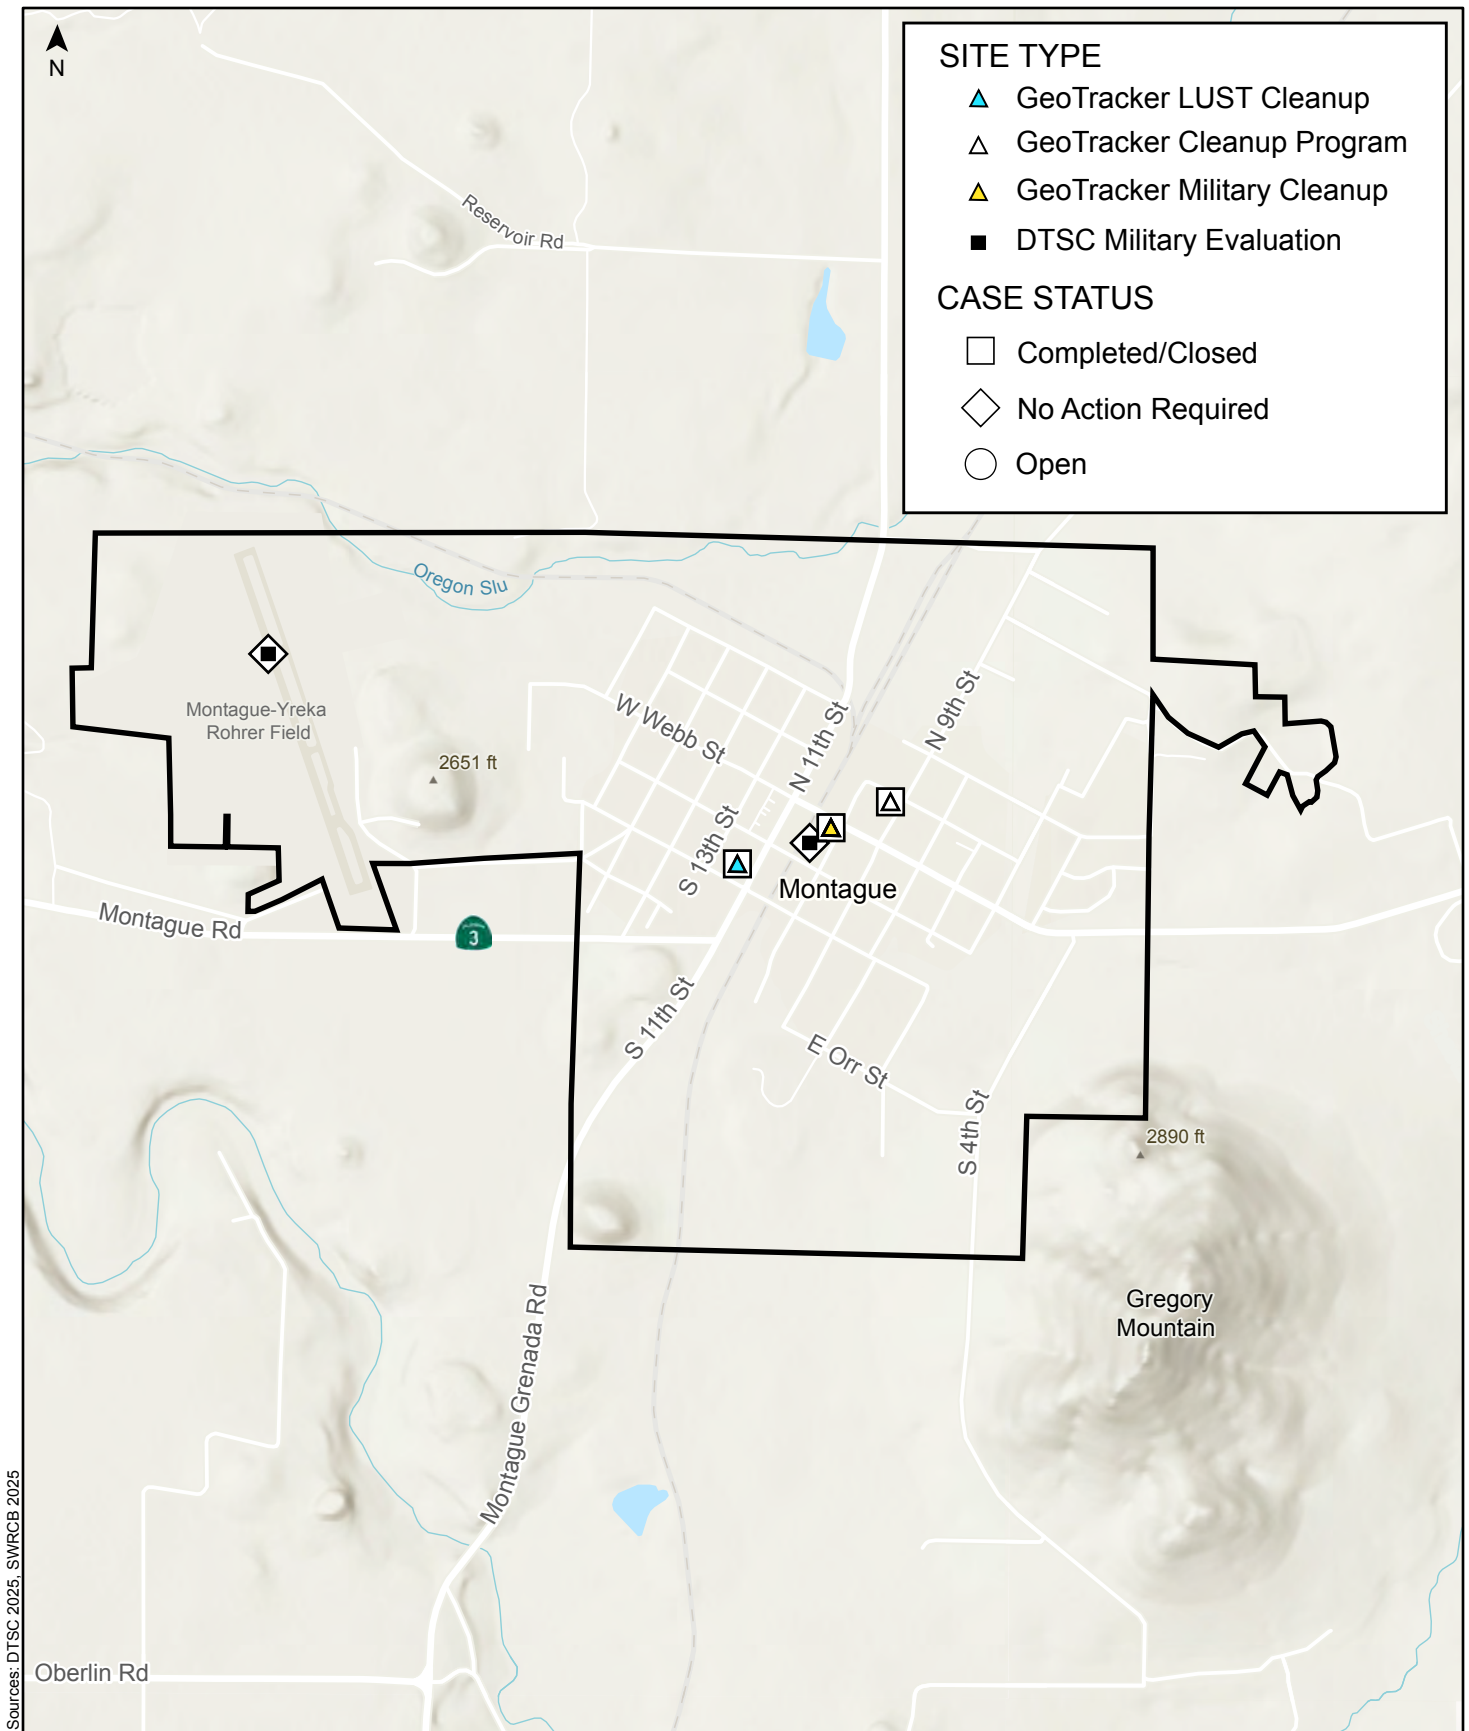 N
SITE TYPE
GeoTracker LUST Cleanup
GeoTracker Cleanup Program
GeoTracker Military Cleanup
DTSC Military Evaluation
CASE STATUS
Completed/Closed
No Action Required
Open
Reservoir Rd
Oregon Slu
Montague-Yreka
Rohrer Field
2651 ft
W Webb St
N 11th St
N 9th St
S 13th St
Montague
Montague Rd
3
S 11th St
E Orr St
S 4th St
2890 ft
Gregory
Mountain
Montague Grenada Rd
Oberlin Rd
Sources: DTSC 2025, SWRCB 2025